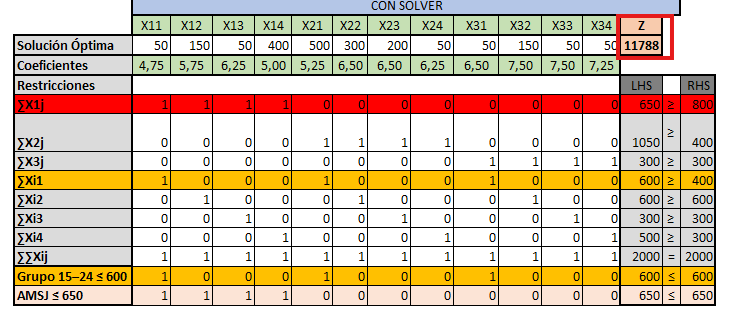 CON SOLVER
X11 X12 X13 X14 X21 X22 X23 X24 X31 X32 X33 X34 Z
Solución Óptima 50 150 50 400 500 300 200 50 50 150 50 50 11788
Coeficientes 4,75 5,75 6,25 5,00 5,25 6,50 6,50 6,25 6,50 7,50 7,50 7,25
Restricciones LHS RHS
∑X1j 1 1 1 1 0 0 0 0 0 0 0 0 650 ≥ 800
∑X2j 0 0 0 0 1 1 1 1 0 0 0 0 1050 ≥ 400
∑X3j 0 0 0 0 0 0 0 0 1 1 1 1 300 ≥ 300
∑Xi1 1 0 0 0 1 0 0 0 1 0 0 0 600 ≥ 400
∑Xi2 0 1 0 0 0 1 0 0 0 1 0 0 600 ≥ 600
∑Xi3 0 0 1 0 0 0 1 0 0 0 1 0 300 ≥ 300
∑Xi4 0 0 0 1 0 0 0 1 0 0 0 1 500 ≥ 300
∑∑Xij 1 1 1 1 1 1 1 1 1 1 1 1 2000 = 2000
Grupo 15–24 ≤ 600 1 0 0 0 1 0 0 0 1 0 0 0 600 ≤ 600
AMSJ ≤ 650 1 1 1 1 0 0 0 0 0 0 0 0 650 ≤ 650